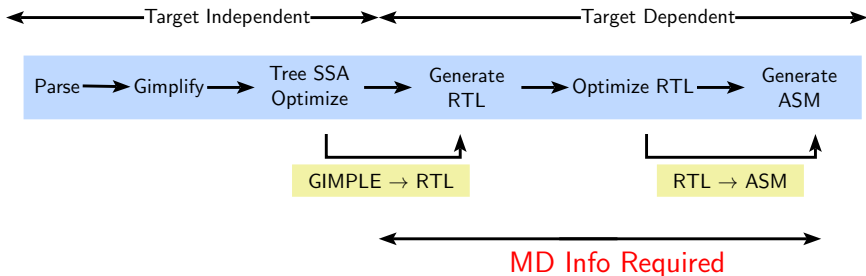 Target Independent Target Dependent
Parse Gimplify Tree SSA Optimize Generate RTL Optimize RTL Generate ASM
GIMPLE → RTL RTL → ASM
MD Info Required